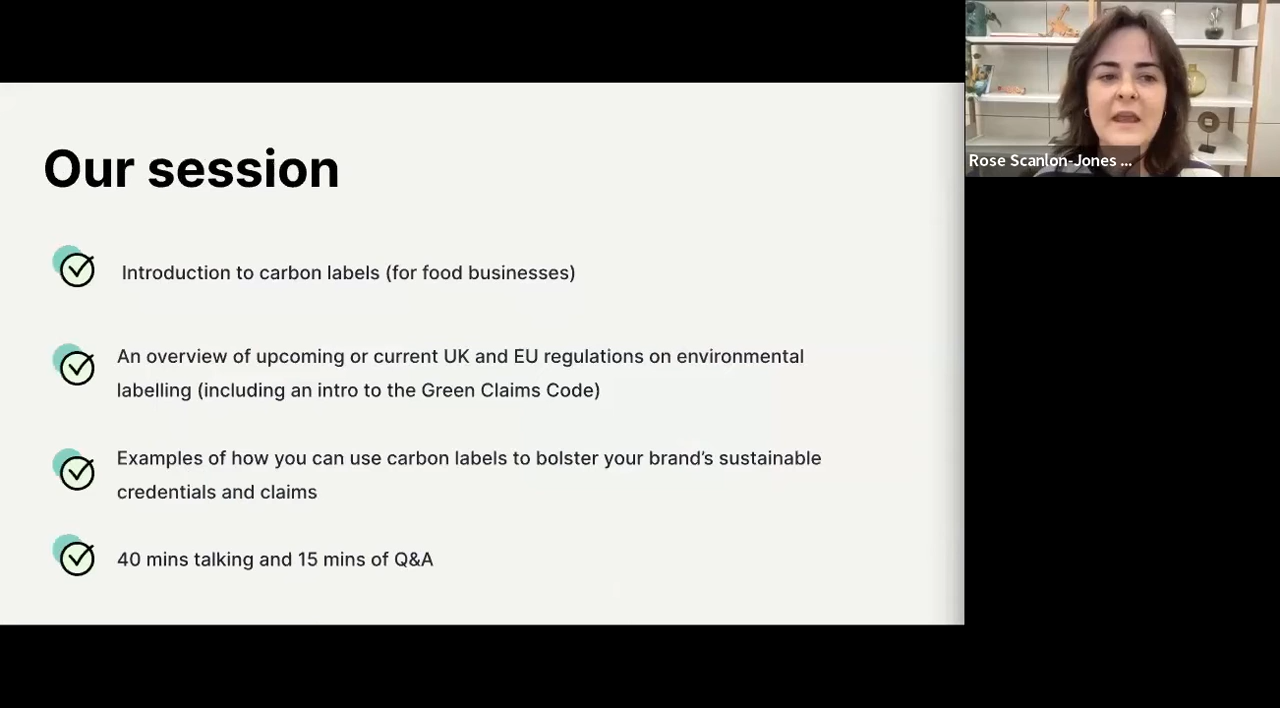 Our session
Introduction to carbon labels (for food businesses)
An overview of upcoming or current UK and EU regulations on environmental
labelling (including an intro to the Green Claims Code)
Examples of how you can use carbon labels to bolster your brand’s sustainable
credentials and claims
40 mins talking and 15 mins of Q&A
Rose Scanlon-Jones ...